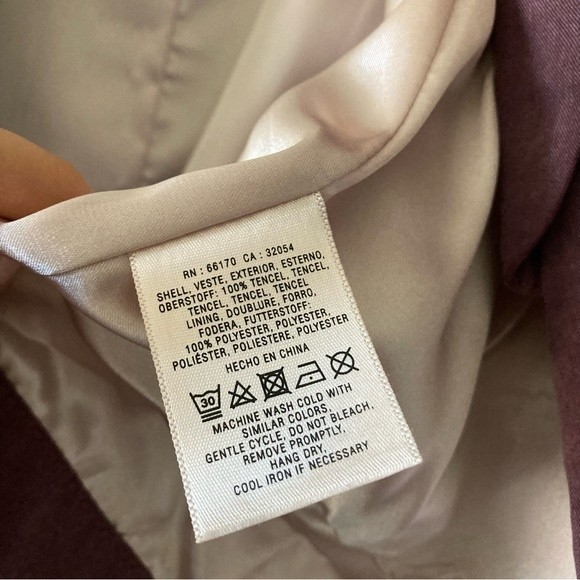 RN : 66170 CA : 32054
SHELL, VESTE, EXTERIOR, ESTERNO,
OBERSTOFF: 100% TENCEL, TENCEL,
TENCEL, TENCEL, TENCEL
LINING, DOUBLURE, FORRO,
FODERA, FUTTERSTOFF:
100% POLYESTER, POLYESTER,
POLIÉSTER, POLIESTERE, POLYESTER
HECHO EN CHINA
30
MACHINE WASH COLD WITH
SIMILAR COLORS,
GENTLE CYCLE, DO NOT BLEACH.
REMOVE PROMPTLY.
HANG DRY.
COOL IRON IF NECESSARY